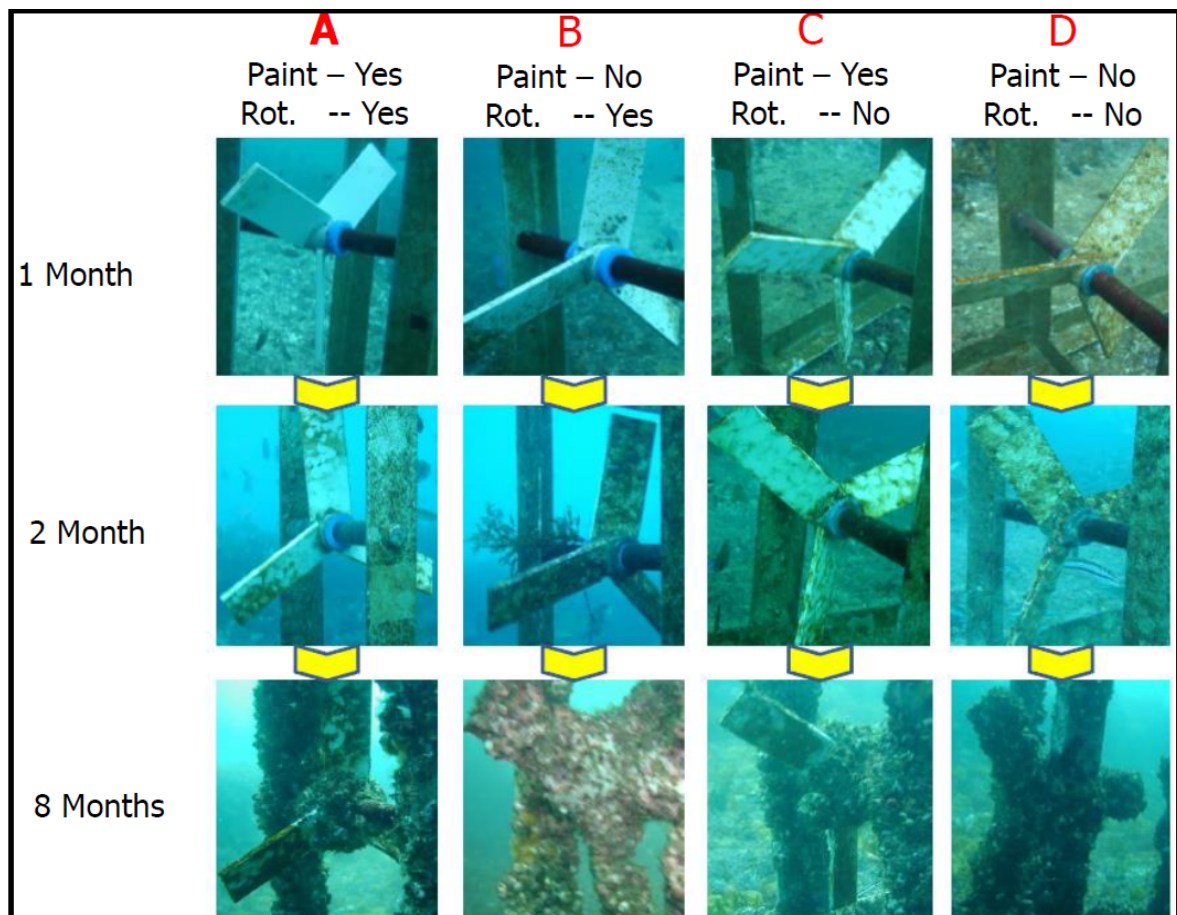 A
B
C
D
Paint – Yes
Paint – No
Paint – Yes
Paint – No
Rot. -- Yes
Rot. -- Yes
Rot. -- No
Rot. -- No
1 Month
2 Month
8 Months